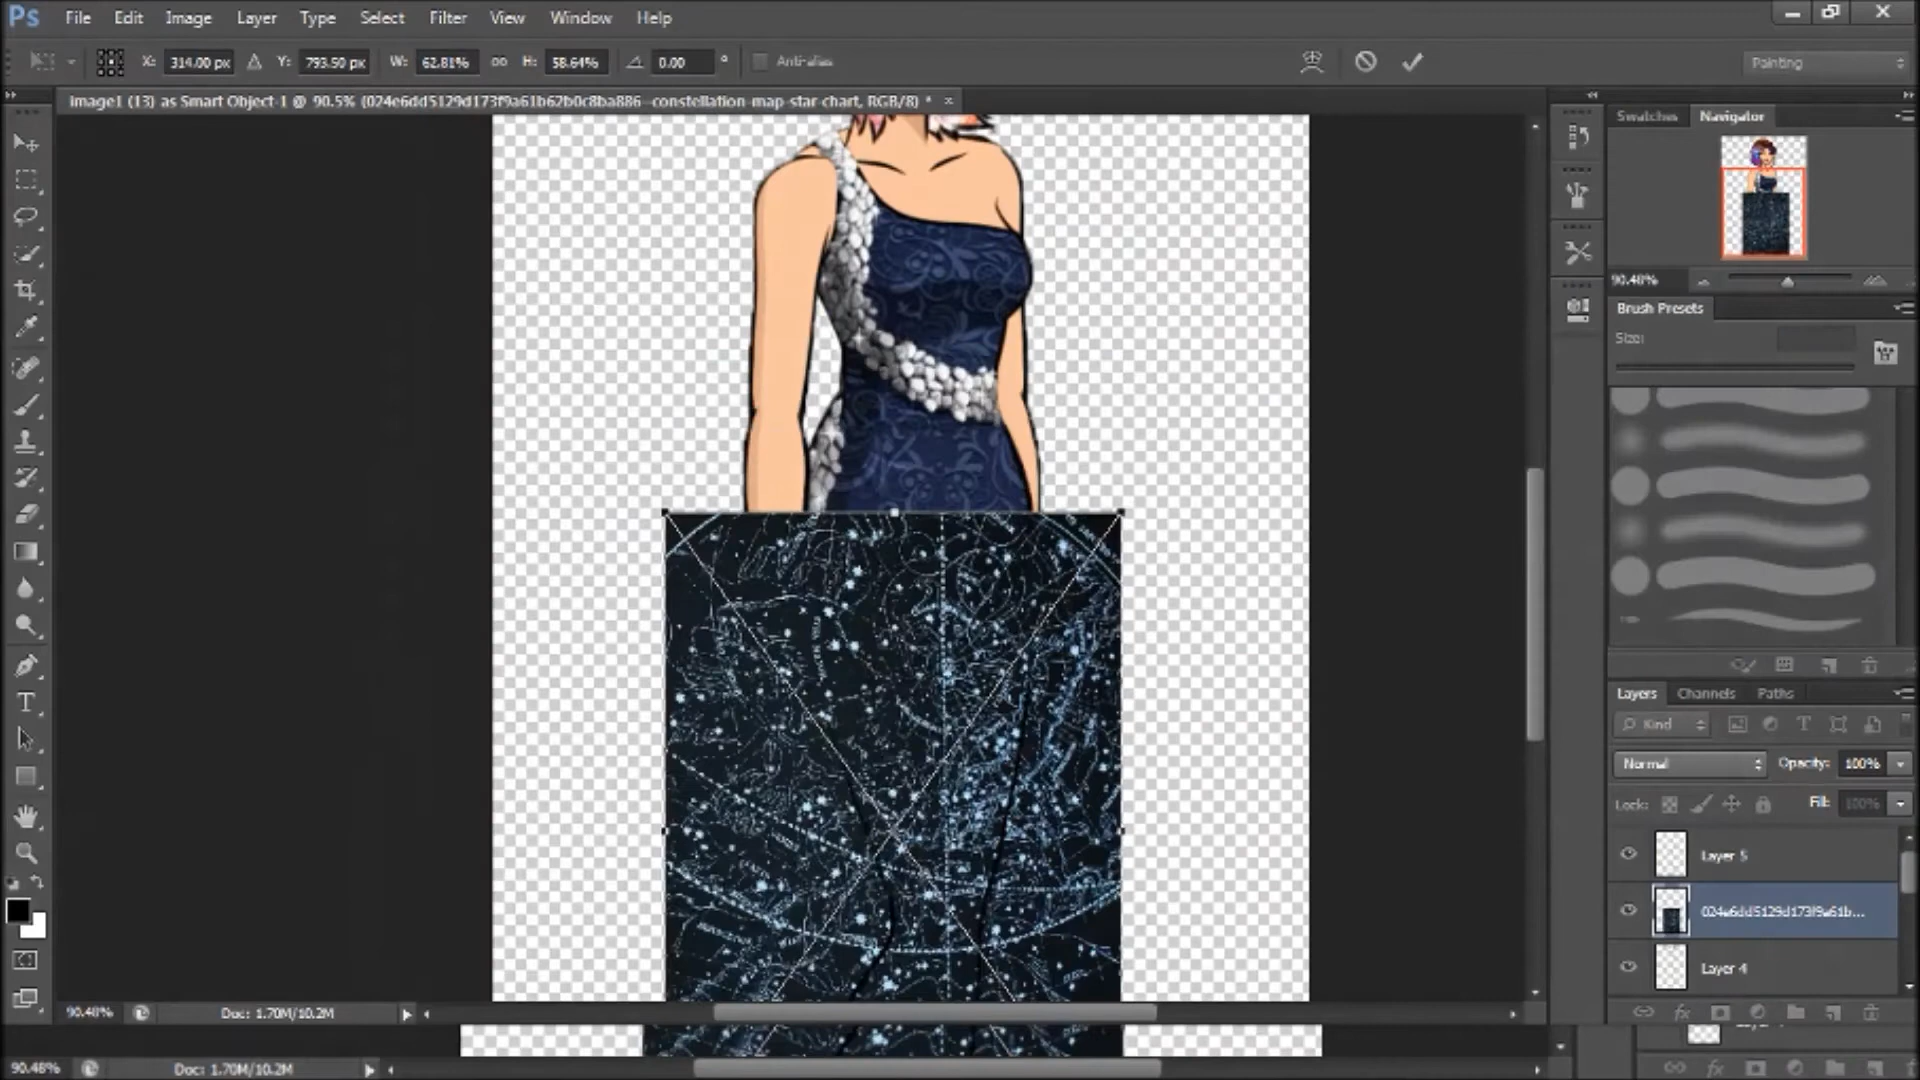 Ps File Edit Image Layer Type Select Filter View Window Help
X: 314.00 px Y: 793.50 px W: 62.81% H: 58.64% 0.00 ° Anti-alias Painting
Image1 (13) as Smart Object-1 @ 90.5% (024e6dd5129d173f9a61b62b0c8ba886--constellation-map-star-chart, RGB/8) * ×
Swatches Navigator
90.48%
Brush Presets
Size:
Layers Channels Paths
Kind
Normal Opacity: 100%
Lock: Fill: 100%
Layer 5
024e6dd5129d173f9a61b...
Layer 4
90.48% Doc: 1.70M/10.2M
90.48% Doc: 1.70M/10.2M